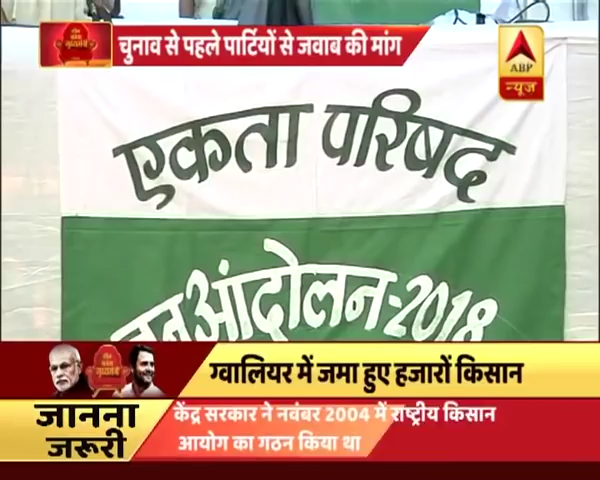 चुनाव से पहले पार्टियों से जवाब की मांग
ABP
न्यूज़
एकता परिषद
जनआंदोलन-2018
ग्वालियर में जमा हुए हजारों किसान
जानना
जरूरी
केंद्र सरकार ने नवंबर 2004 में राष्ट्रीय किसान
आयोग का गठन किया था